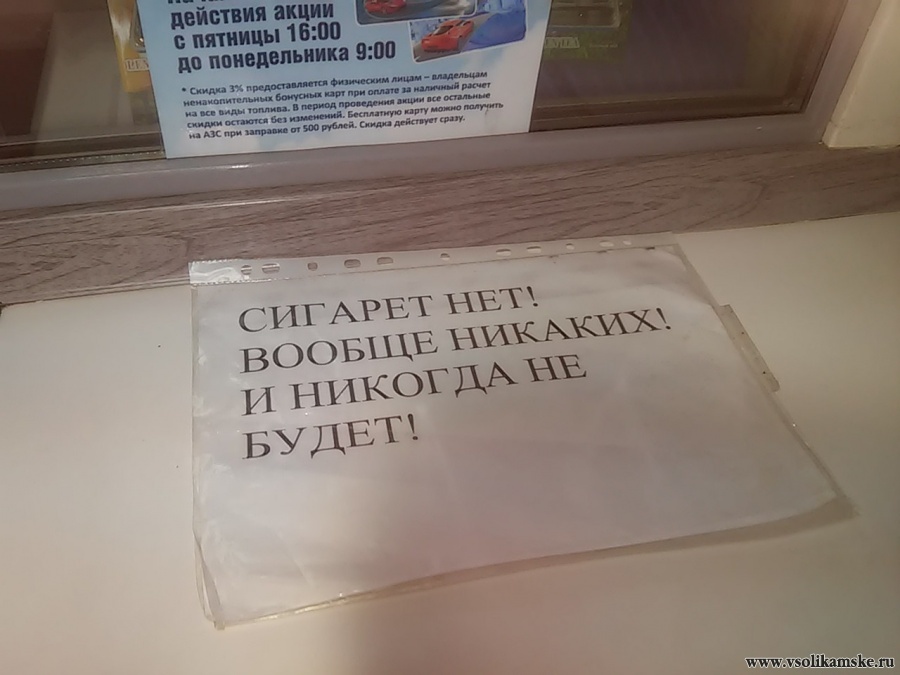 действия акции
с пятницы 16:00
до понедельника 9:00
* Скидка 3% предоставляется физическим лицам – владельцам
ненакопительных бонусных карт при оплате за наличный расчет
на все виды топлива. В период проведения акции все остальные
скидки остаются без изменений. Бесплатную карту можно получить
на АЗС при заправке от 500 рублей. Скидка действует сразу.
СИГАРЕТ НЕТ!
ВООБЩЕ НИКАКИХ!
И НИКОГДА НЕ
БУДЕТ!
www.vsolikamske.ru